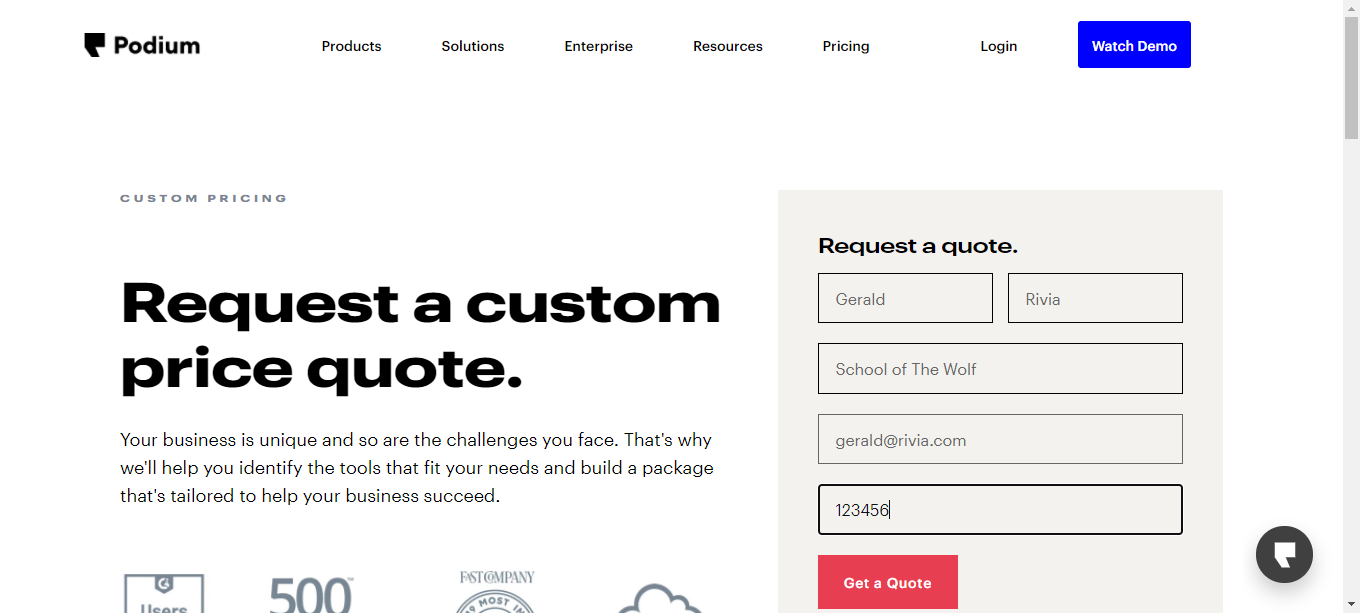 Podium
Products Solutions Enterprise Resources Pricing Login Watch Demo
CUSTOM PRICING
Request a custom
price quote.
Your business is unique and so are the challenges you face. That's why
we'll help you identify the tools that fit your needs and build a package
that's tailored to help your business succeed.
Users
500™
FAST COMPANY
MOST IN
Request a quote.
Gerald Rivia
School of The Wolf
gerald@rivia.com
123456
Get a Quote